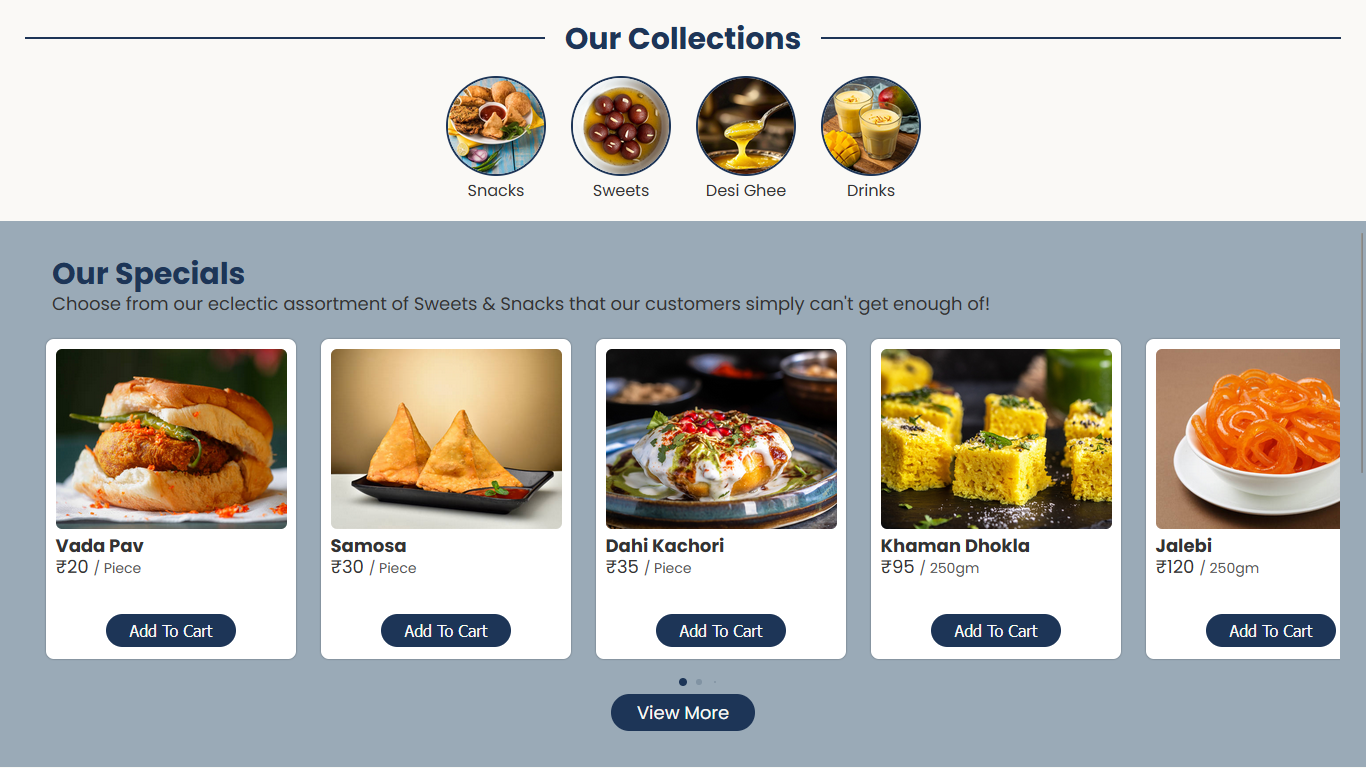 Our Collections
Snacks
Sweets
Desi Ghee
Drinks
Our Specials
Choose from our eclectic assortment of Sweets & Snacks that our customers simply can't get enough of!
Vada Pav
₹20 / Piece
Add To Cart
Samosa
₹30 / Piece
Add To Cart
Dahi Kachori
₹35 / Piece
Add To Cart
Khaman Dhokla
₹95 / 250gm
Add To Cart
Jalebi
₹120 / 250gm
Add To Cart
View More